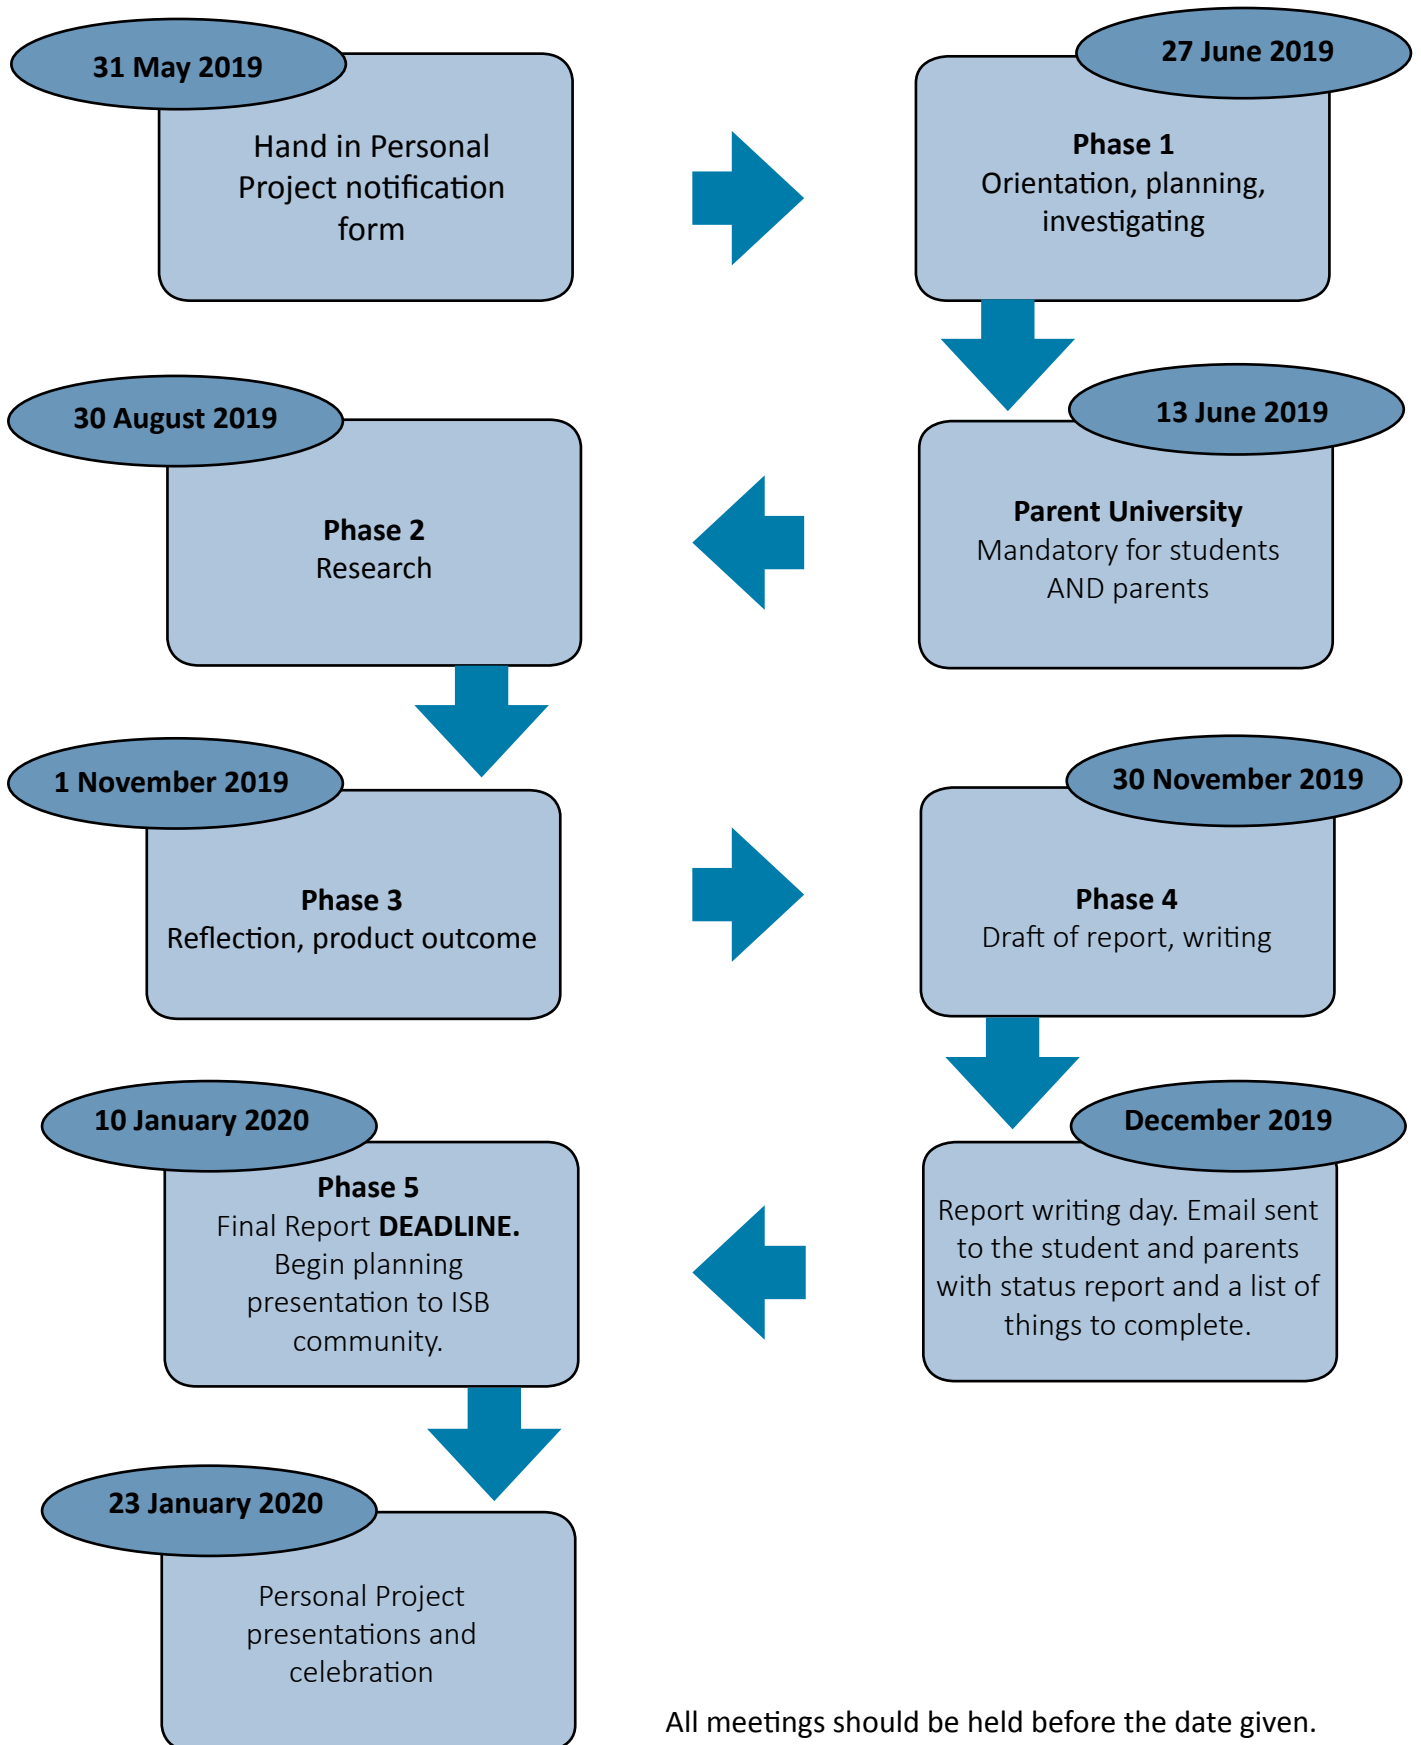 31 May 2019
Hand in Personal
Project notification
form
27 June 2019
Phase 1
Orientation, planning,
investigating
13 June 2019
Parent University
Mandatory for students
AND parents
30 August 2019
Phase 2
Research
1 November 2019
Phase 3
Reflection, product outcome
30 November 2019
Phase 4
Draft of report, writing
December 2019
Report writing day. Email sent
to the student and parents
with status report and a list of
things to complete.
10 January 2020
Phase 5
Final Report DEADLINE.
Begin planning
presentation to ISB
community.
23 January 2020
Personal Project
presentations and
celebration
All meetings should be held before the date given.